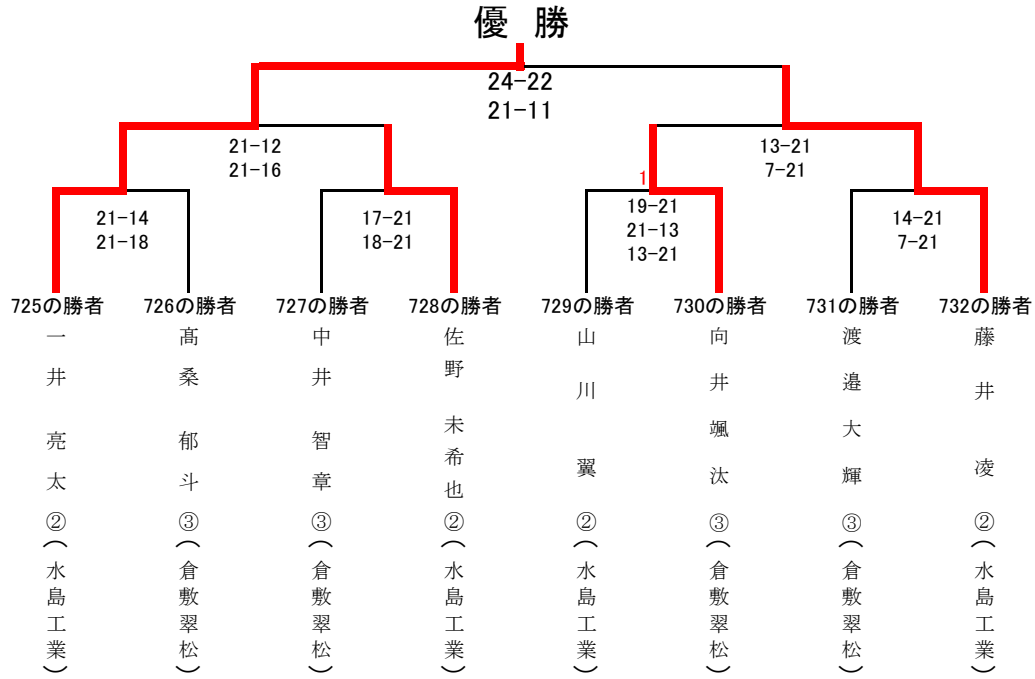 優 勝
24-22
21-11
21-12
21-16
13-21
7-21
21-14
21-18
17-21
18-21
1
19-21
21-13
13-21
14-21
7-21
725の勝者
726の勝者
727の勝者
728の勝者
729の勝者
730の勝者
731の勝者
732の勝者
一井 亮太②(水島工業)
髙桑 郁斗③(倉敷翠松)
中井 智章③(倉敷翠松)
佐野 未希也②(水島工業)
山川 翼②(水島工業)
向井颯汰③(倉敷翠松)
渡邉大輝③(倉敷翠松)
藤井 凌②(水島工業)